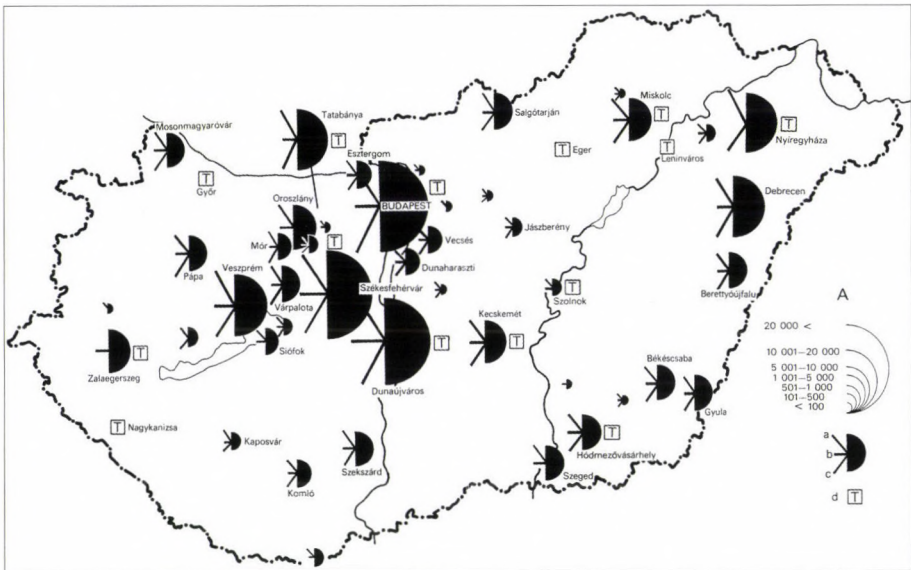 Mosonmagyaróvár
Tatabánya
T
Győr
T
Esztergom
Salgótarján
Miskolc
T
Nyíregyháza
T
T
Eger
T
Leninváros
T
BUDAPEST
Oroszlány
Mór
T
Vecsés
Jászberény
Debrecen
Pápa
Veszprém
Várpalota
Székesfehérvár
Dunaharaszti
Szolnok
T
Berettyóújfalu
Zalaegerszeg
T
Siófok
Dunaújváros
T
Kecskemét
T
Békéscsaba
Gyula
T
Nagykanizsa
Kaposvár
Komló
Szekszárd
Hódmezővásárhely
T
Szeged
A
20 000 <
10 001–20 000
5 001–10 000
1 001–5 000
501–1 000
101–500
< 100
a
b
c
d T